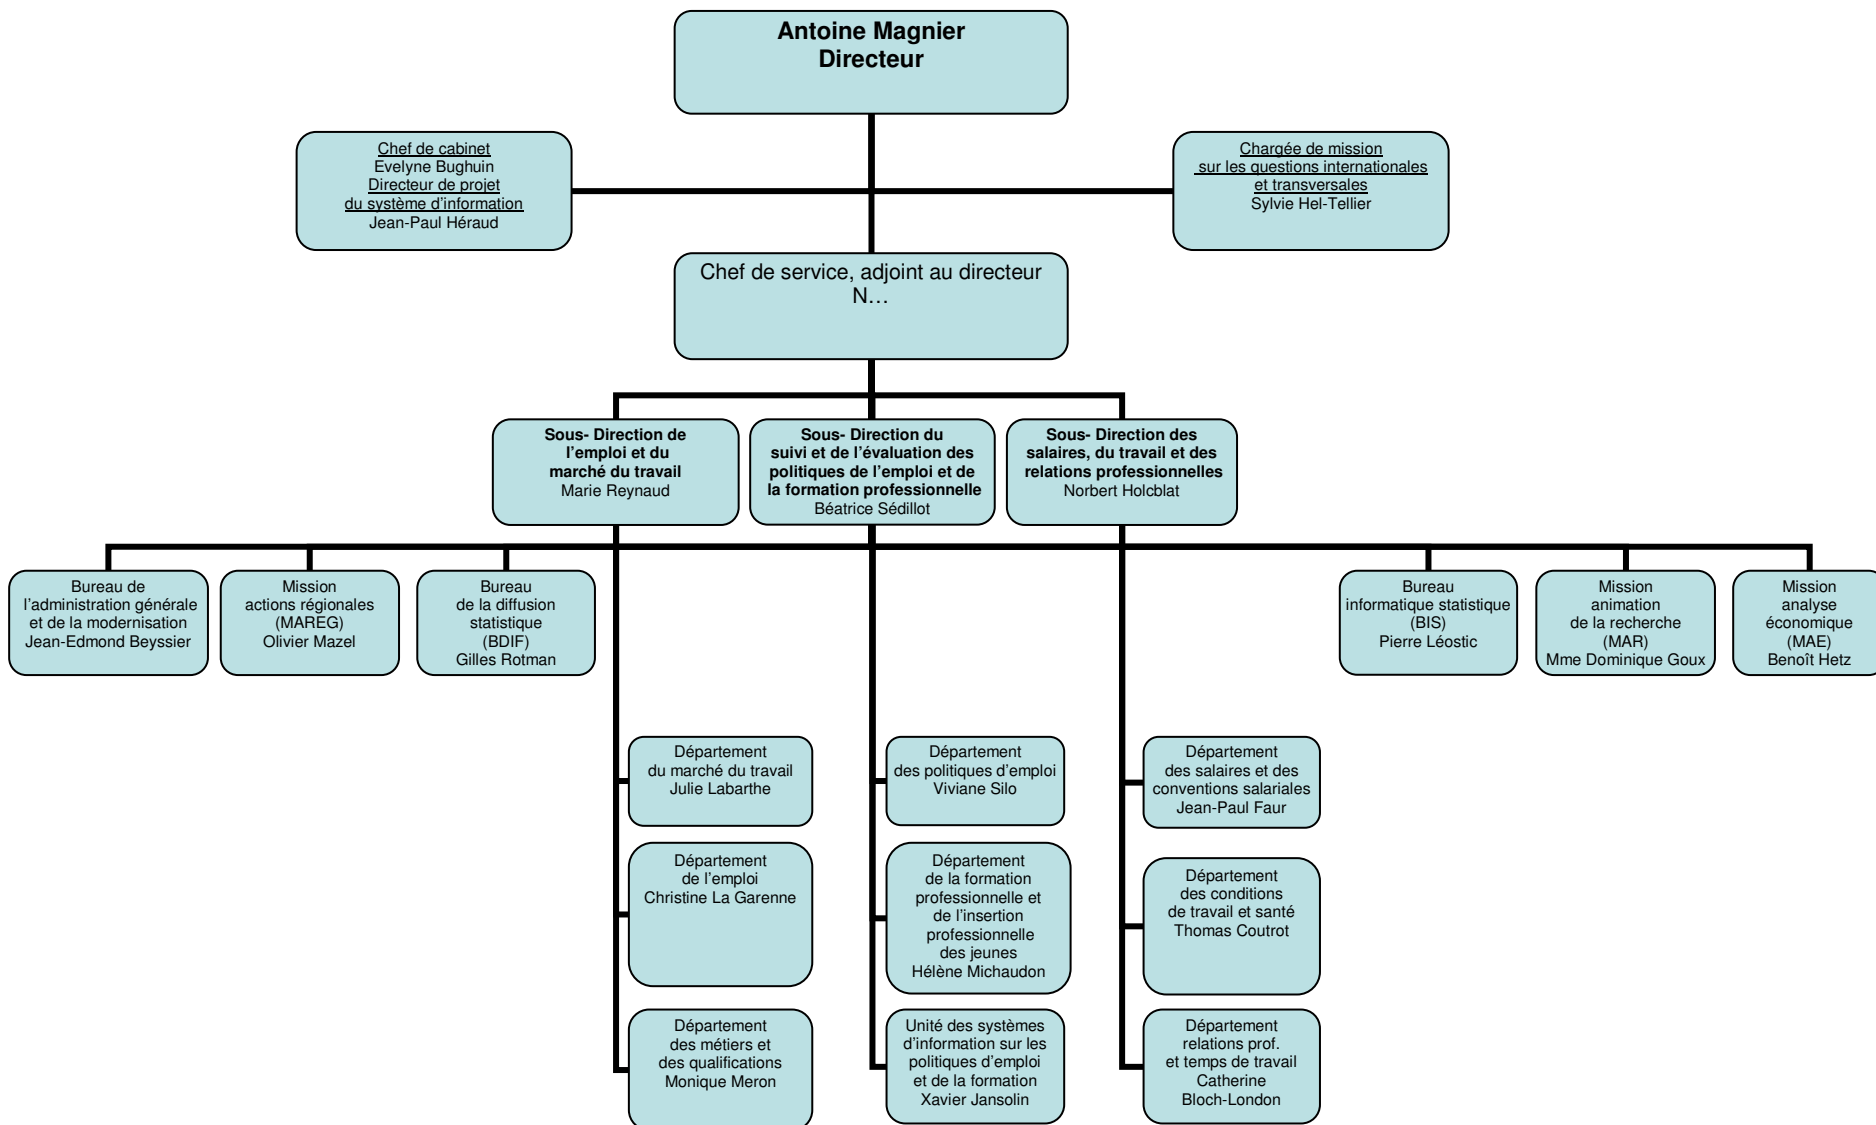 Antoine Magnier
Directeur
Chef de cabinet
Evelyne Bughuin
Directeur de projet
du système d'information
Jean-Paul Héraud
Chargée de mission
sur les questions internationales
et transversales
Sylvie Hel-Tellier
Chef de service, adjoint au directeur
N…
Sous- Direction de
l'emploi et du
marché du travail
Marie Reynaud
Sous- Direction du
suivi et de l'évaluation des
politiques de l'emploi et de
la formation professionnelle
Béatrice Sédillot
Sous- Direction des
salaires, du travail et des
relations professionnelles
Norbert Holcblat
Bureau de
l'administration générale
et de la modernisation
Jean-Edmond Beyssier
Mission
actions régionales
(MAREG)
Olivier Mazel
Bureau
de la diffusion
statistique
(BDIF)
Gilles Rotman
Bureau
informatique statistique
(BIS)
Pierre Léostic
Mission
animation
de la recherche
(MAR)
Mme Dominique Goux
Mission
analyse
économique
(MAE)
Benoît Hetz
Département
du marché du travail
Julie Labarthe
Département
de l'emploi
Christine La Garenne
Département
des métiers et
des qualifications
Monique Meron
Département
des politiques d'emploi
Viviane Silo
Département
de la formation
professionnelle et
de l'insertion
professionnelle
des jeunes
Hélène Michaudon
Unité des systèmes
d'information sur les
politiques d'emploi
et de la formation
Xavier Jansolin
Département
des salaires et des
conventions salariales
Jean-Paul Faur
Département
des conditions
de travail et santé
Thomas Coutrot
Département
relations prof.
et temps de travail
Catherine
Bloch-London